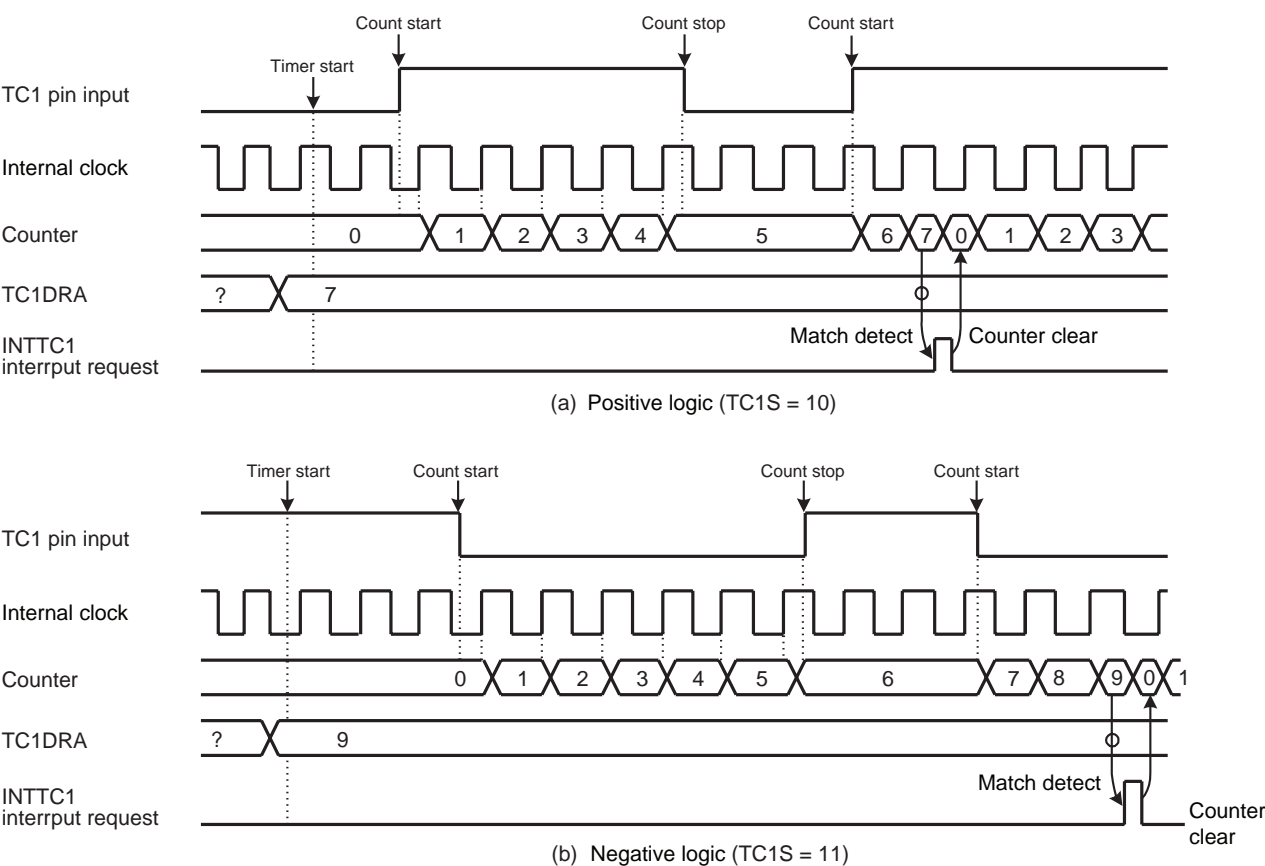 Count start Count stop Count start
Timer start
TC1 pin input
Internal clock
Counter 0 1 2 3 4 5 6 7 0 1 2 3
TC1DRA ? 7
Match detect Counter clear
INTTC1
interrput request
(a) Positive logic (TC1S = 10)
Timer start Count start Count stop Count start
TC1 pin input
Internal clock
Counter 0 1 2 3 4 5 6 7 8 9 0 1
TC1DRA ? 9
Match detect
INTTC1
interrput request
Counter
clear
(b) Negative logic (TC1S = 11)